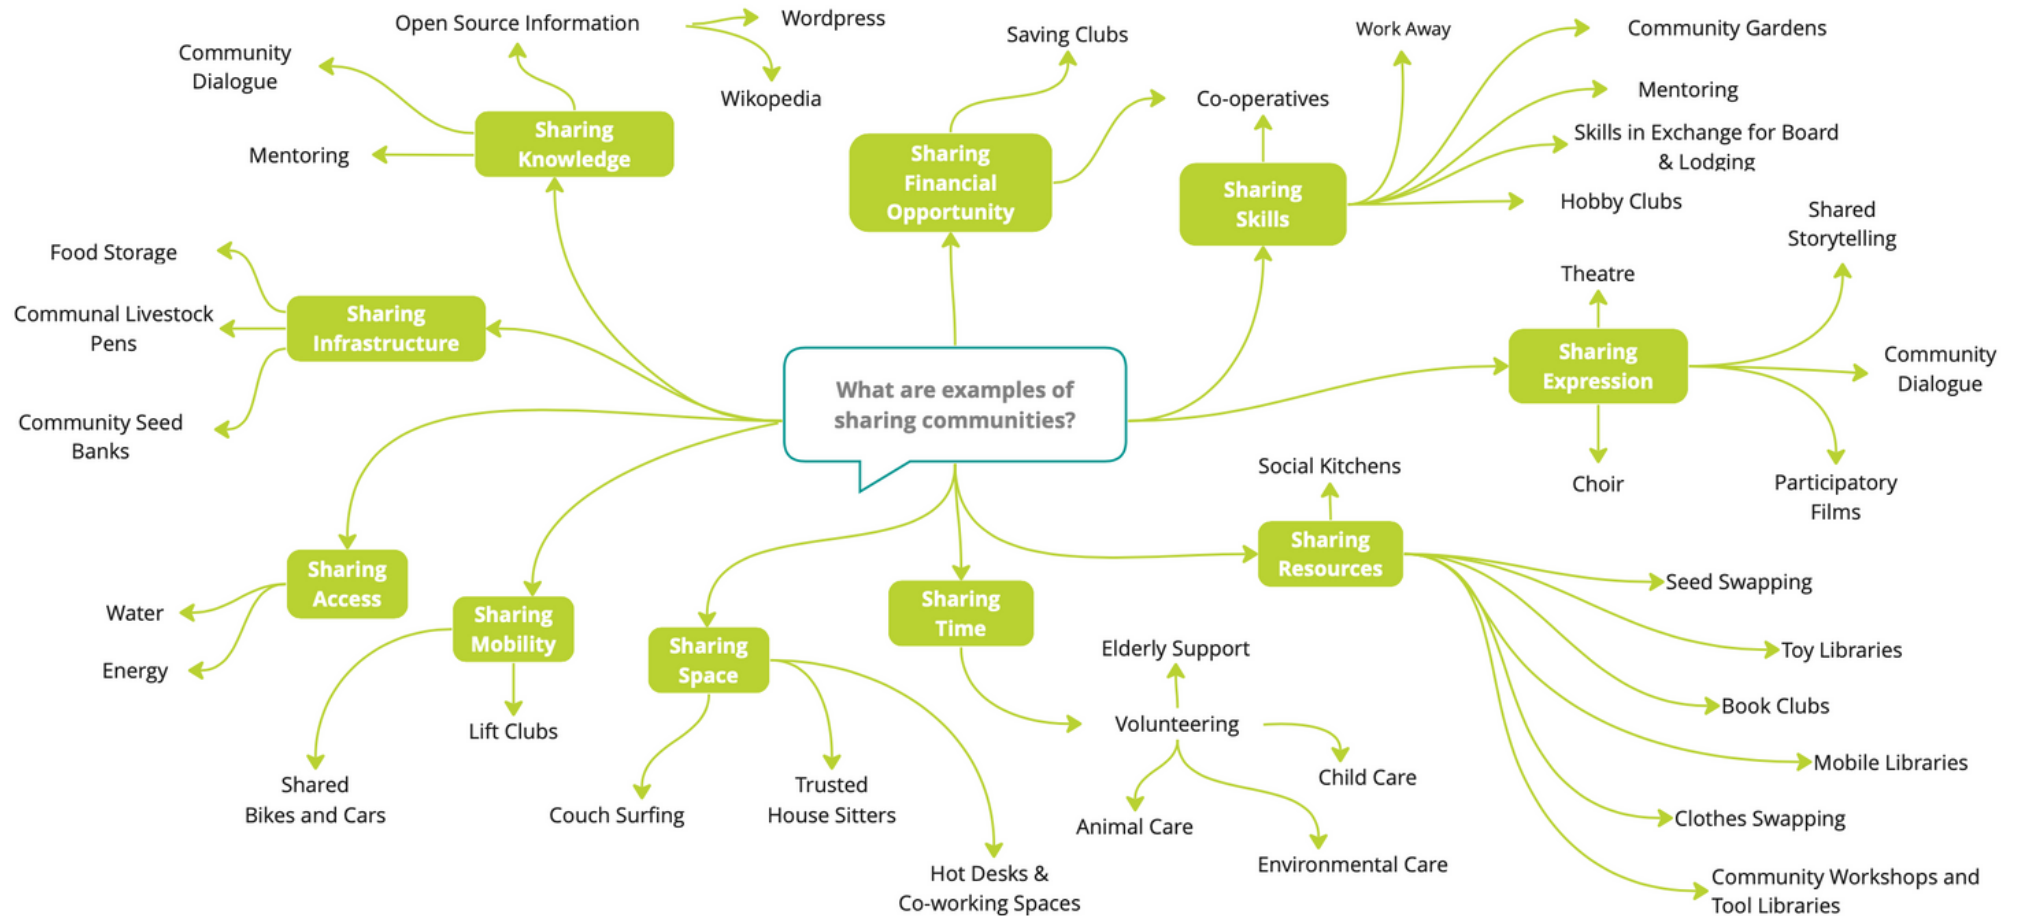 Open Source Information
Wordpress
Wikopedia
Community
Dialogue
Mentoring
Sharing
Knowledge
Saving Clubs
Co-operatives
Sharing
Financial
Opportunity
Work Away
Community Gardens
Mentoring
Skills in Exchange for Board
& Lodging
Hobby Clubs
Sharing
Skills
Food Storage
Communal Livestock
Pens
Community Seed
Banks
Sharing
Infrastructure
What are examples of
sharing communities?
Shared
Storytelling
Theatre
Sharing
Expression
Community
Dialogue
Choir
Participatory
Films
Sharing
Access
Water
Energy
Sharing
Mobility
Lift Clubs
Shared
Bikes and Cars
Sharing
Space
Couch Surfing
Trusted
House Sitters
Hot Desks &
Co-working Spaces
Sharing
Time
Elderly Support
Volunteering
Child Care
Animal Care
Environmental Care
Social Kitchens
Sharing
Resources
Seed Swapping
Toy Libraries
Book Clubs
Mobile Libraries
Clothes Swapping
Community Workshops and
Tool Libraries